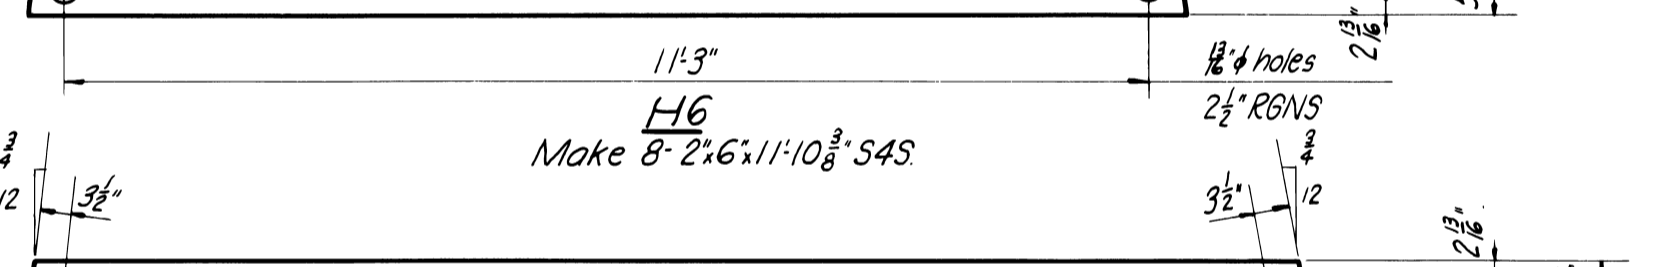 11'-3"
13/16" ϕ holes
2 13/16"
H6
2 1/2" RGNS
Make 8- 2"x6"x11'-10 3/8" S4S.
3/4
12
3 1/2"
3 1/2"
3/4
12
2 13/16"